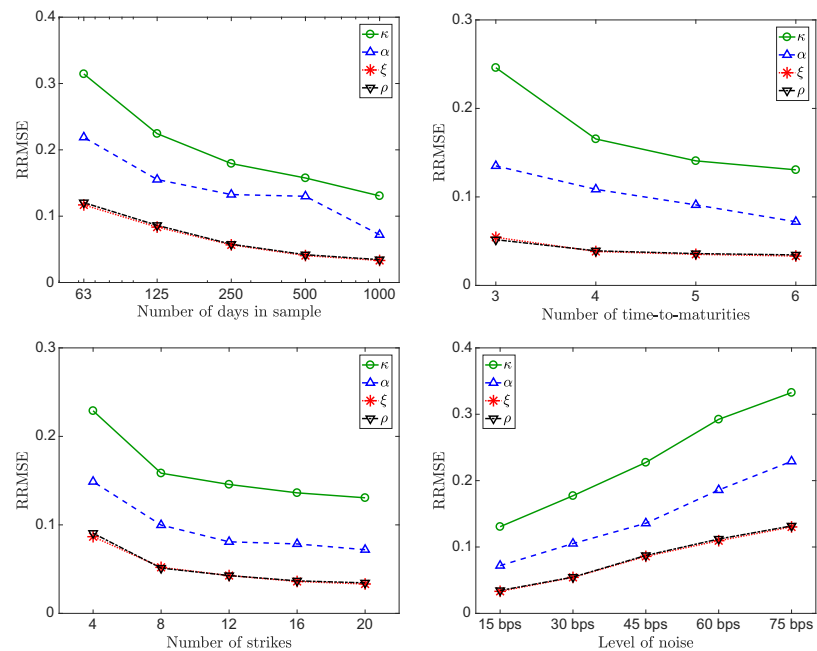 0.4
0.3
0.2
0.1
0
RRMSE
κ
α
ξ
ρ
63 125 250 500 1000
Number of days in sample
0.3
0.2
0.1
0
RRMSE
κ
α
ξ
ρ
3 4 5 6
Number of time-to-maturities
0.3
0.2
0.1
0
RRMSE
κ
α
ξ
ρ
4 8 12 16 20
Number of strikes
0.4
0.3
0.2
0.1
0
RRMSE
κ
α
ξ
ρ
15 bps 30 bps 45 bps 60 bps 75 bps
Level of noise